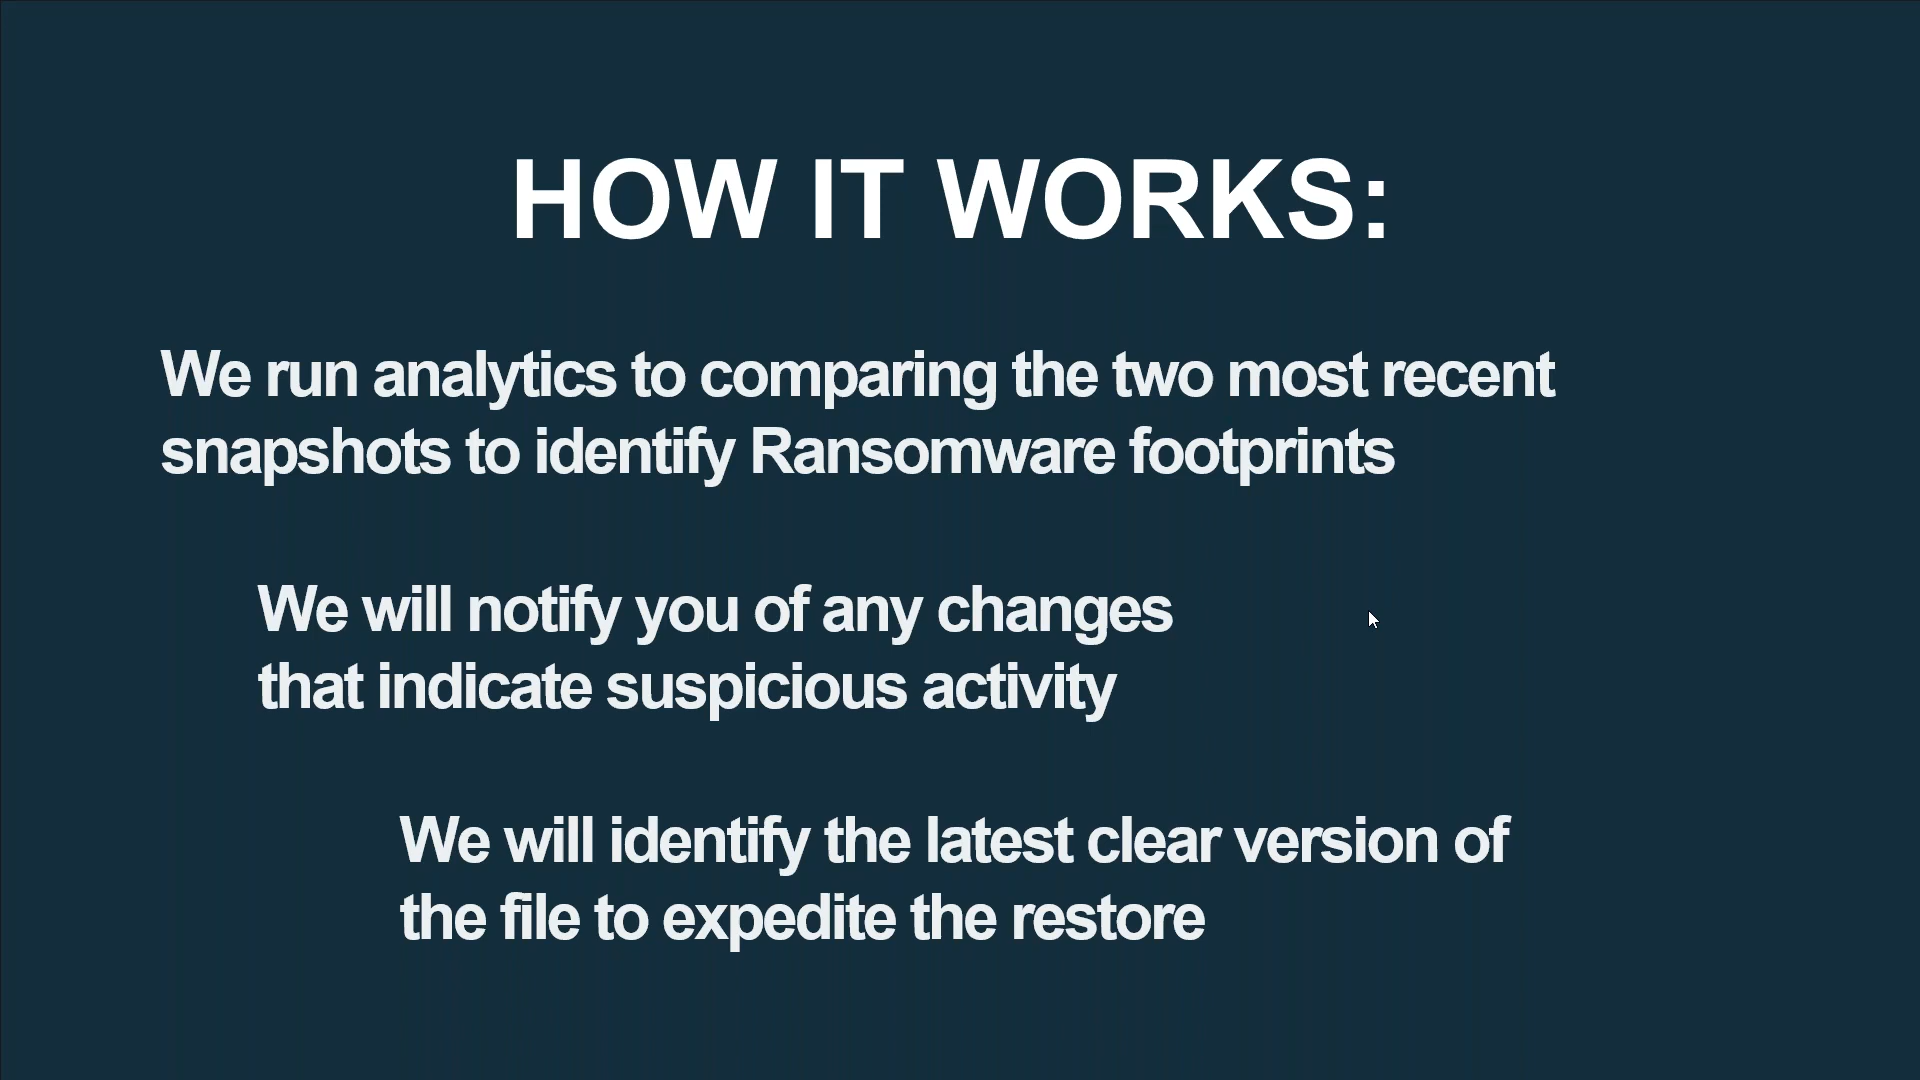 HOW IT WORKS:
We run analytics to comparing the two most recent
snapshots to identify Ransomware footprints
We will notify you of any changes
that indicate suspicious activity
We will identify the latest clear version of
the file to expedite the restore